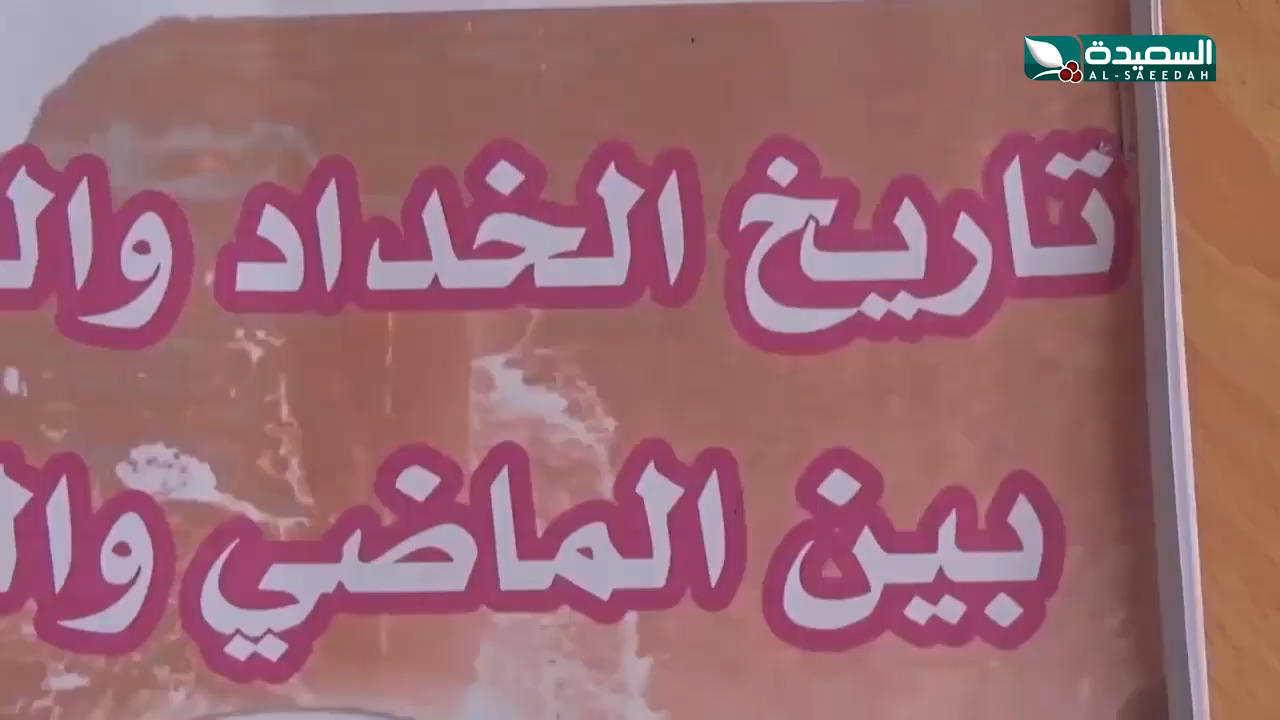 السعيدة
AL-SAEEDAH
تاريخ الخداد وال
بين الماضي وال